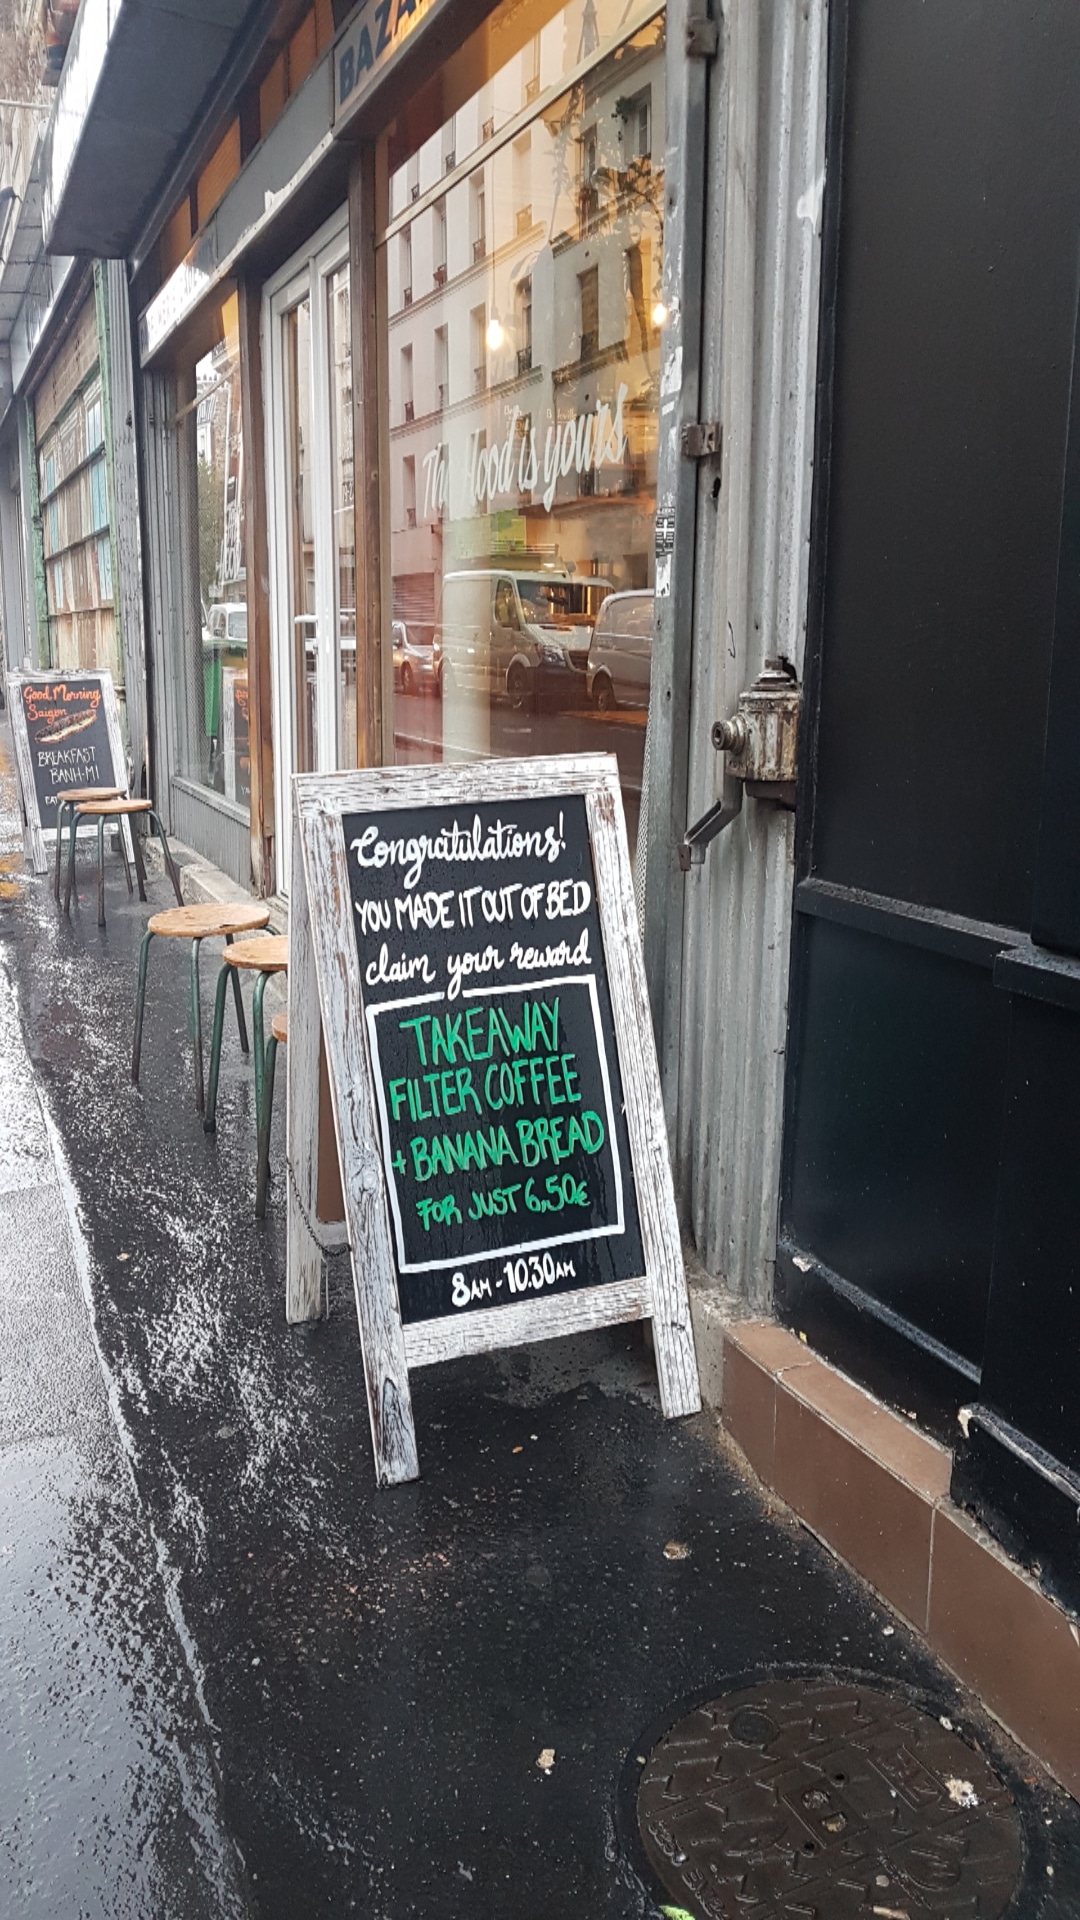 BAZA
The Hood is yours
Good Morning
Saigon
BREAKFAST
BANH-MI
Congratulations!
YOU MADE IT OUT OF BED
claim your reward
TAKEAWAY
FILTER COFFEE
+ BANANA BREAD
FOR JUST 6,50€
8AM - 10.30AM